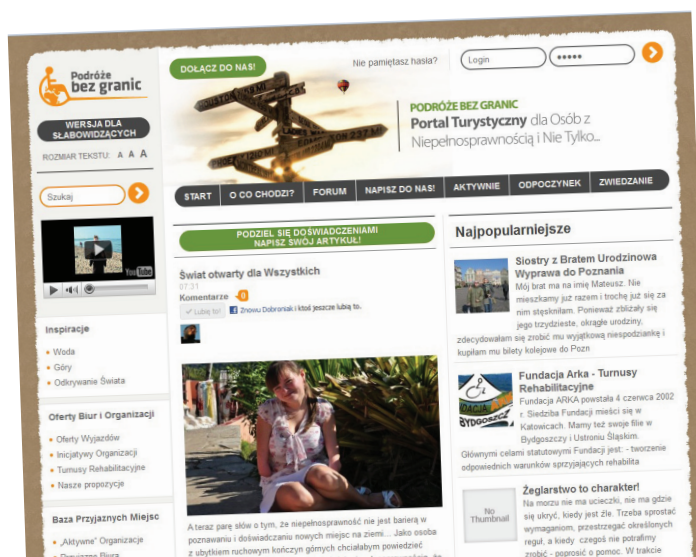 Podróże
bez granic
WERSJA DLA
SŁABOWIDZĄCYCH
ROZMIAR TEKSTU: A A A
Szukaj
YouTube
Inspiracje
Woda
Góry
Odkrywanie Świata
Oferty Biur i Organizacji
Oferty Wyjazdów
Inicjatywy Organizacji
Turnusy Rehabilitacyjne
Nasze propozycje
Baza Przyjaznych Miejsc
„Aktywne" Organizacje
DOŁĄCZ DO NAS!
Nie pamiętasz hasła?
Login
•••••
237 MI
PODRÓŻE BEZ GRANIC
Portal Turystyczny dla Osób z
Niepełnosprawnością i Nie Tylko...
START O CO CHODZI? FORUM NAPISZ DO NAS! AKTYWNIE ODPOCZYNEK ZWIEDZANIE
PODZIEL SIĘ DOŚWIADCZENIAMI
NAPISZ SWÓJ ARTYKUŁ!
Świat otwarty dla Wszystkich
07:31
Komentarze 0
Lubię to! Znowu Dobroniak i ktoś jeszcze lubią to.
A teraz parę słów o tym, że niepełnosprawność nie jest barierą w
poznawaniu i doświadczaniu nowych miejsc na ziemi... Jako osoba
z ubytkiem ruchowym kończyn górnych chciałabym powiedzieć
Najpopularniejsze
Siostry z Bratem Urodzinowa
Wyprawa do Poznania
Mój brat ma na imię Mateusz. Nie
mieszkamy już razem i trochę już się za
nim stęskniłam. Ponieważ zbliżały się
jego trzydzieste, okrągłe urodziny,
zdecydowałam się zrobić mu wyjątkową niespodziankę i
kupiłam mu bilety kolejowe do Pozn
Fundacja Arka - Turnusy
Rehabilitacyjne
Fundacja ARKA powstała 4 czerwca 2002
r. Siedziba Fundacji mieści się w
Katowicach. Mamy też swoje filie w
Bydgoszczy i Ustroniu Śląskim.
Głównymi celami statutowymi Fundacji jest: - tworzenie
odpowiednich warunków sprzyjających rehabilita
BYDGOSZCZ
Żeglarstwo to charakter!
Na morzu nie ma ucieczki, nie ma gdzie
się ukryć, kiedy jest źle. Trzeba sprostać
wymaganiom, przestrzegać określonych
reguł, a kiedy czegoś nie potrafimy
zrobić - poprosić o pomoc. W trakcie
No
Thumbnail